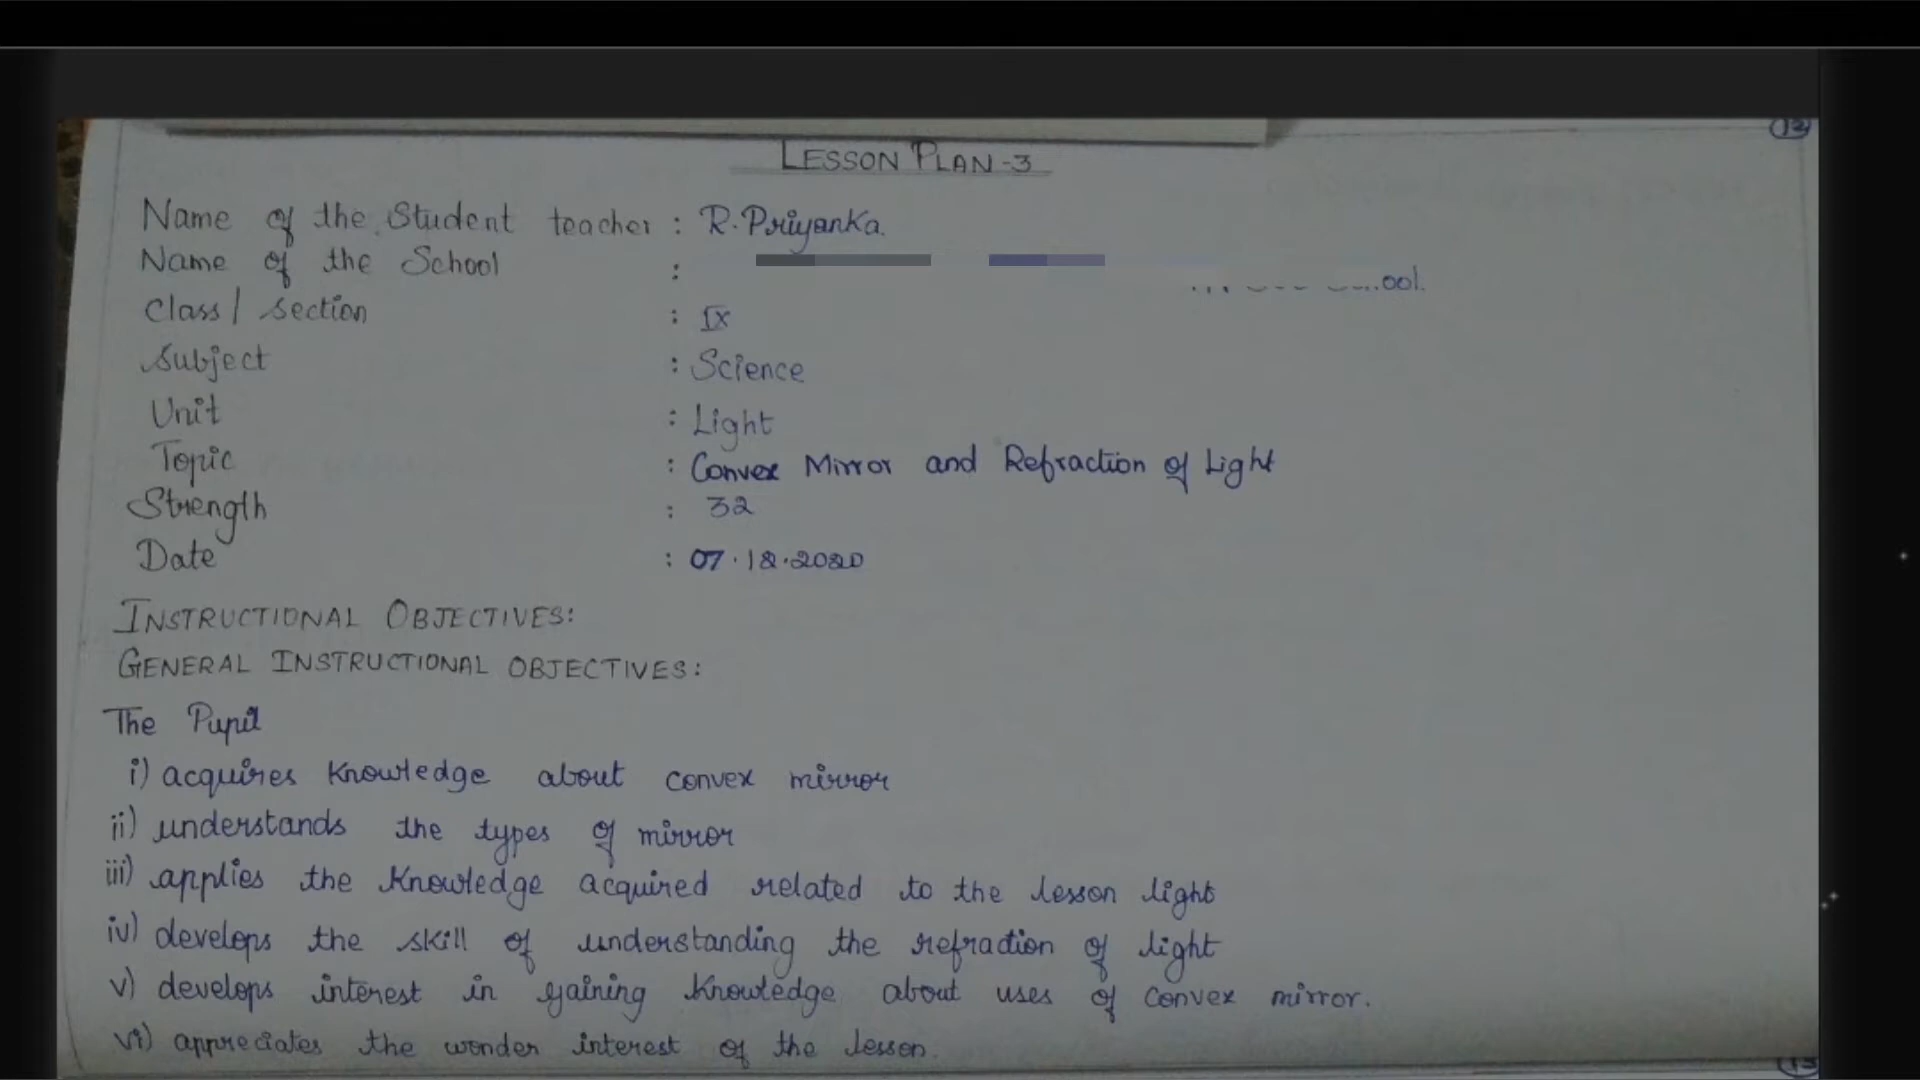 12
LESSON PLAN-3
Name of the Student teacher : R.Priyanka.
Name of the School :
Class/section : IX
Subject : Science
Unit : Light
Topic : Convex Mirror and Refraction of Light
Strength : 32
Date : 07.12.2020
INSTRUCTIONAL OBJECTIVES:
GENERAL INSTRUCTIONAL OBJECTIVES:
The Pupil
i) acquires knowledge about convex mirror
ii) understands the types of mirror
iii) applies the knowledge acquired related to the lesson light
iv) develops the skill of understanding the refraction of light
v) develops interest in gaining knowledge about uses of convex mirror.
vi) appreciates the wonder interest of the lesson.